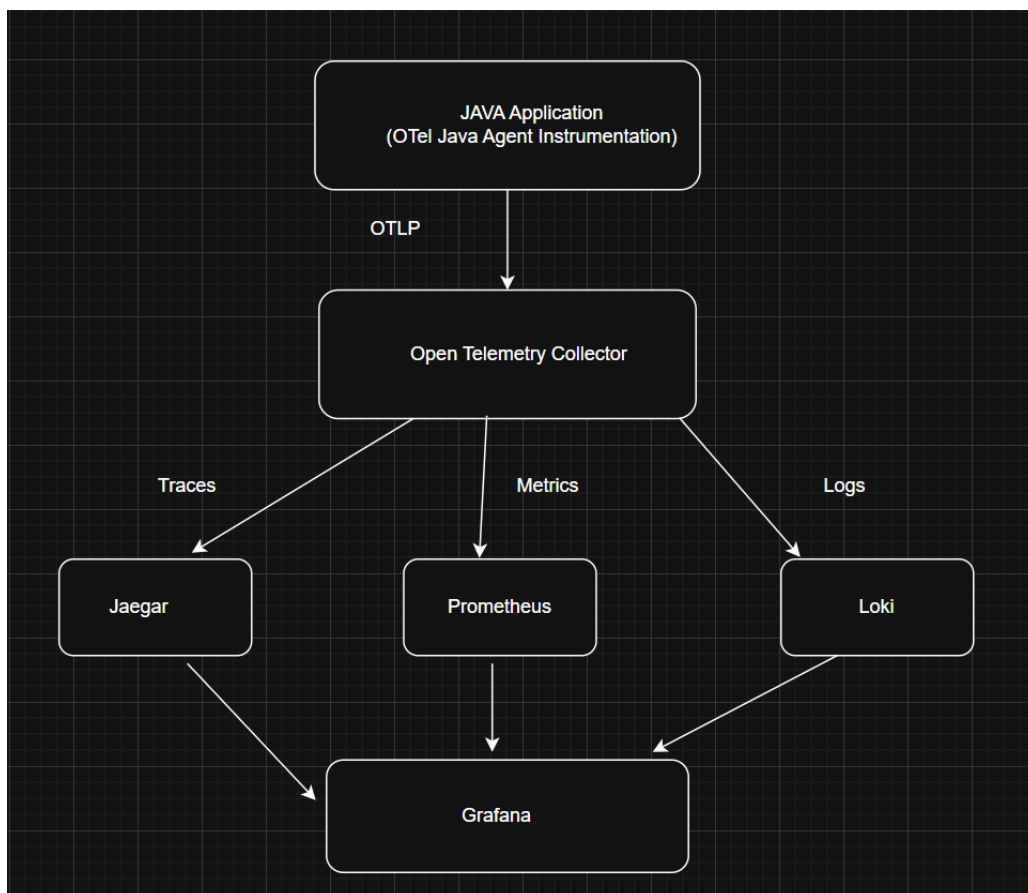 JAVA Application
(OTel Java Agent Instrumentation)
OTLP
Open Telemetry Collector
Traces
Metrics
Logs
Jaegar
Prometheus
Loki
Grafana